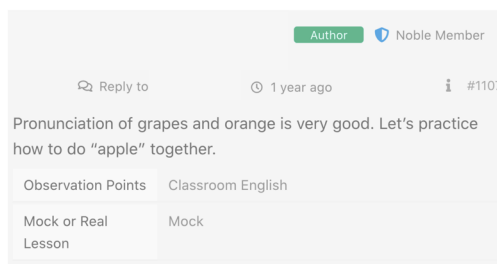 Author Noble Member
Reply to 1 year ago #1107
Pronunciation of grapes and orange is very good. Let’s practice
how to do “apple” together.
Observation Points Classroom English
Mock or Real Mock
Lesson